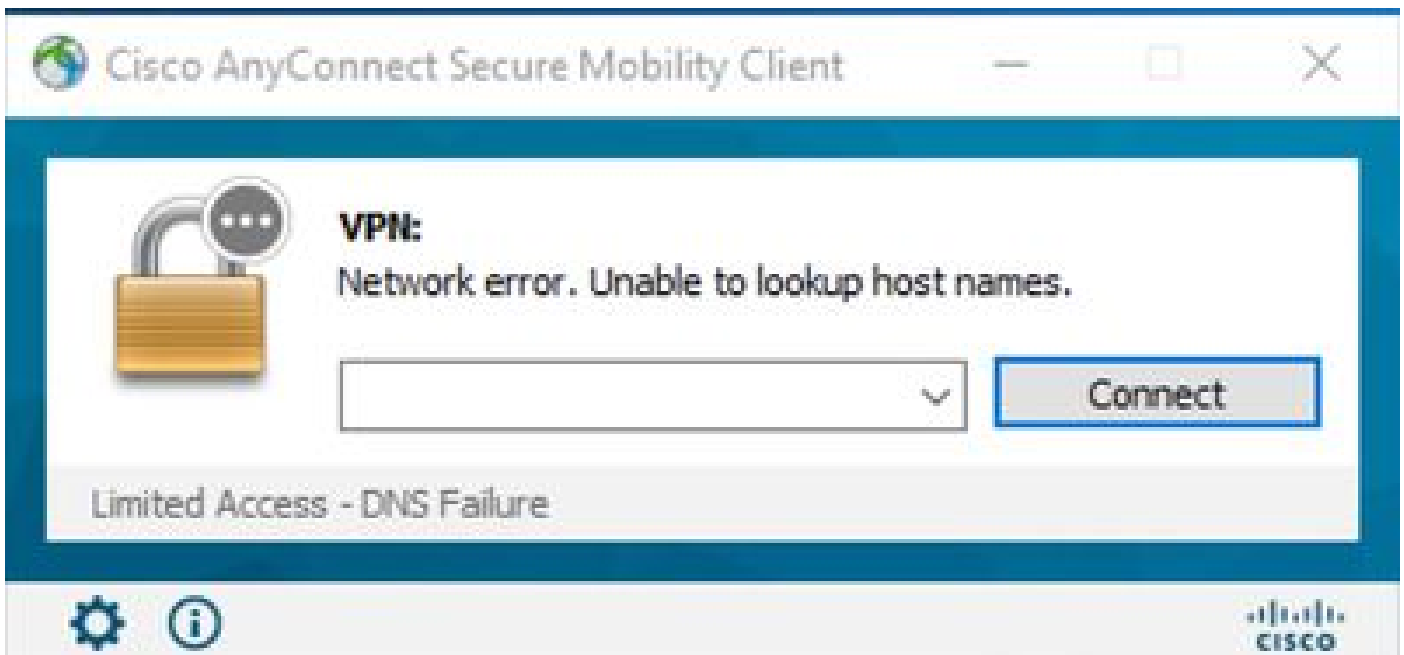 Cisco AnyConnect Secure Mobility Client
VPN:
Network error. Unable to lookup host names.
Connect
Limited Access - DNS Failure
CISCO